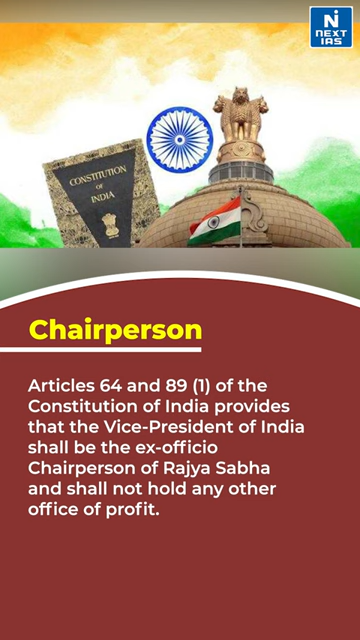 N
NEXT
IAS
CONSTITUTION
OF
INDIA
Chairperson
Articles 64 and 89 (1) of the
Constitution of India provides
that the Vice-President of India
shall be the ex-officio
Chairperson of Rajya Sabha
and shall not hold any other
office of profit.